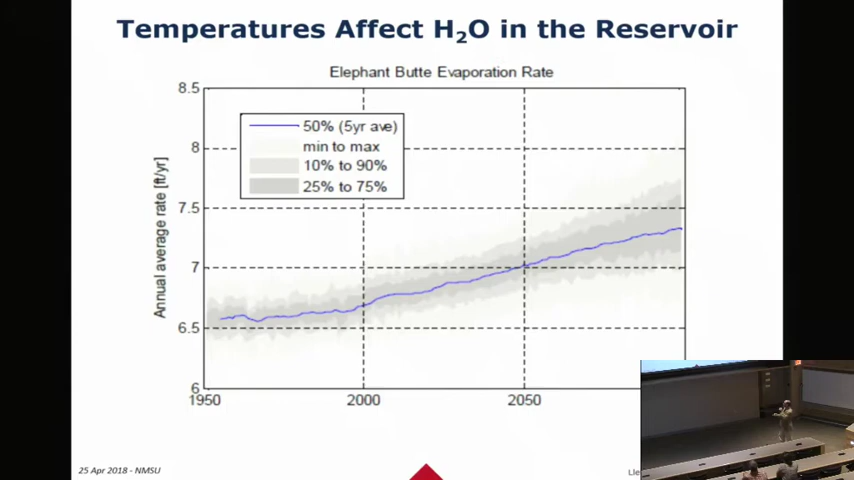 Temperatures Affect H₂O in the Reservoir
Elephant Butte Evaporation Rate
8.5
8
7.5
7
6.5
6
Annual average rate [ft/yr]
50% (5yr ave)
min to max
10% to 90%
25% to 75%
1950
2000
2050
25 Apr 2018 - NMSU